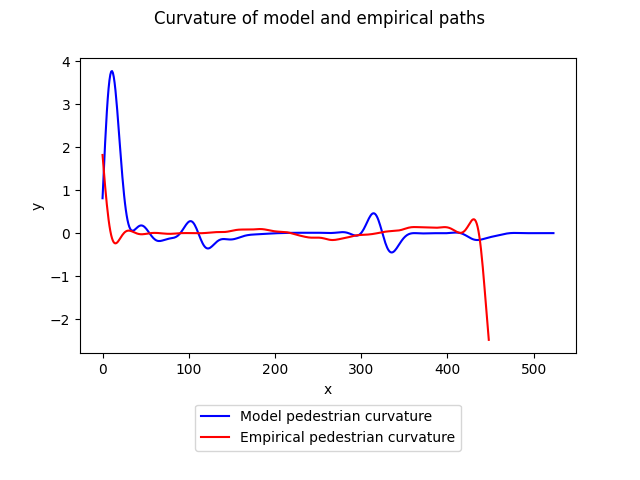 Curvature of model and empirical paths
4
3
2
1
0
−1
−2
y
0 100 200 300 400 500
x
Model pedestrian curvature
Empirical pedestrian curvature